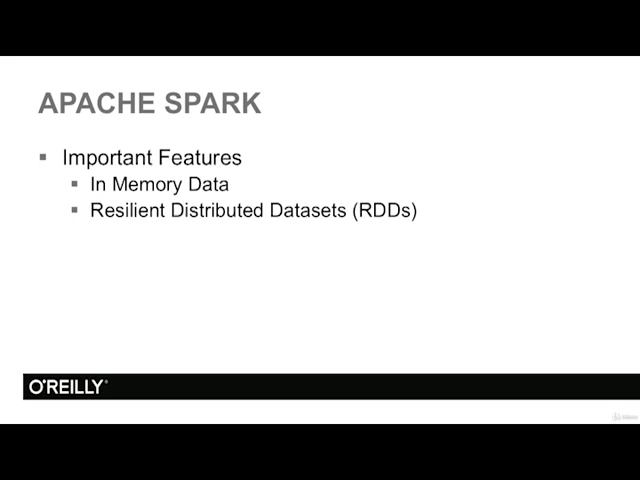 APACHE SPARK
Important Features
In Memory Data
Resilient Distributed Datasets (RDDs)
O'REILLY®